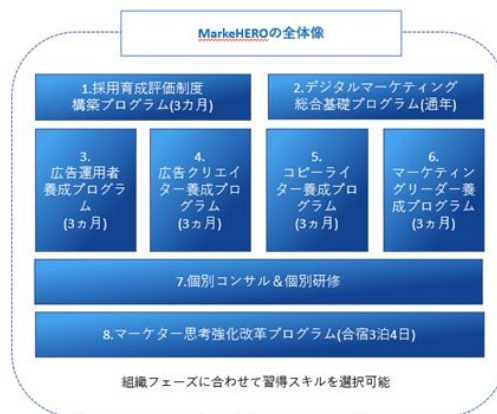 MarkeHEROの全体像
1.採用育成評価制度
構築プログラム(3カ月)
2.デジタルマーケティング
総合基礎プログラム(通年)
3.
広告運用者
養成プログラ
ム
(3ヵ月)
4.
広告クリエイ
ター養成プロ
グラム
(3ヵ月)
5.
コピーライ
ター養成プロ
グラム
(3ヵ月)
6.
マーケティン
グリーダー養
成プログラム
(3ヵ月)
7.個別コンサル＆個別研修
8.マーケター思考強化改革プログラム(合宿3泊4日)
組織フェーズに合わせて習得スキルを選択可能